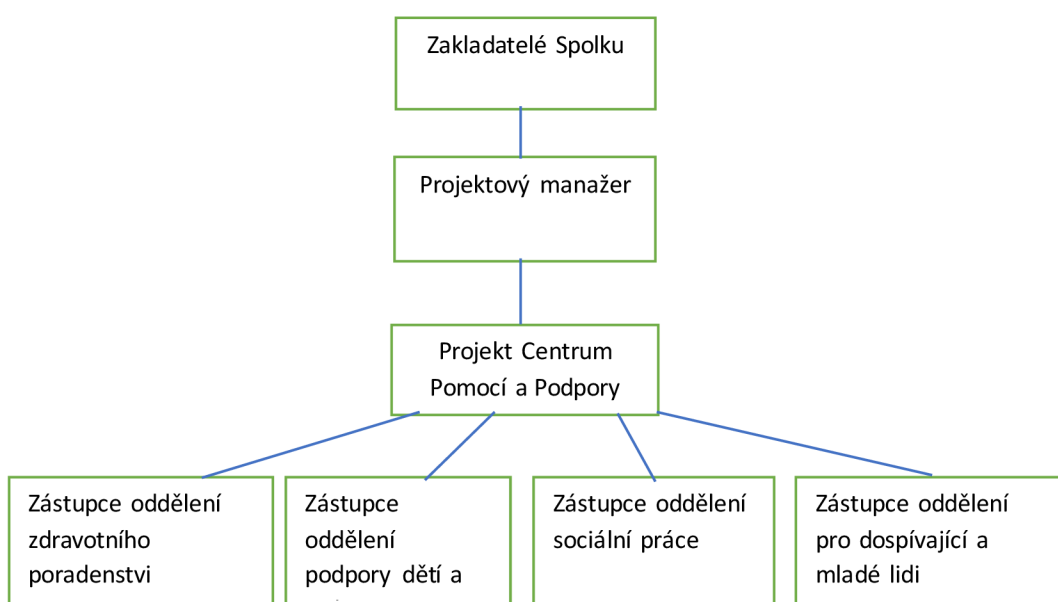 Zakladatelé Spolku
Projektový manažer
Projekt Centrum
Pomocí a Podpory
Zástupce oddělení
zdravotního
poradenstvi
Zástupce
oddělení
podpory dětí a
Zástupce oddělení
sociální práce
Zástupce oddělení
pro dospívající a
mladé lidi